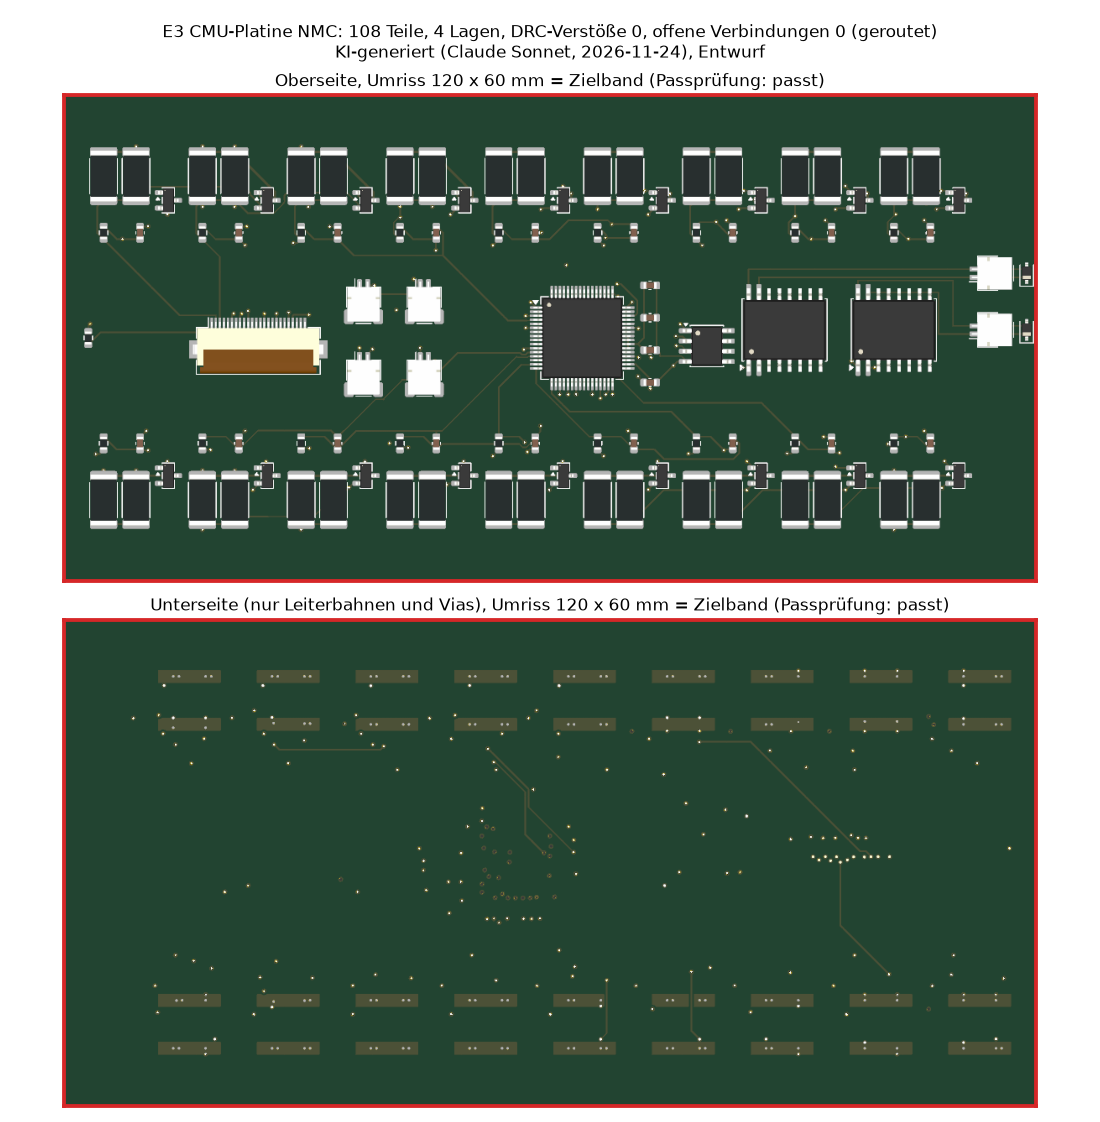 E3 CMU-Platine NMC: 108 Teile, 4 Lagen, DRC-Verstöße 0, offene Verbindungen 0 (geroutet)
KI-generiert (Claude Sonnet, 2026-11-24), Entwurf
Oberseite, Umriss 120 x 60 mm = Zielband (Passprüfung: passt)
Unterseite (nur Leiterbahnen und Vias), Umriss 120 x 60 mm = Zielband (Passprüfung: passt)